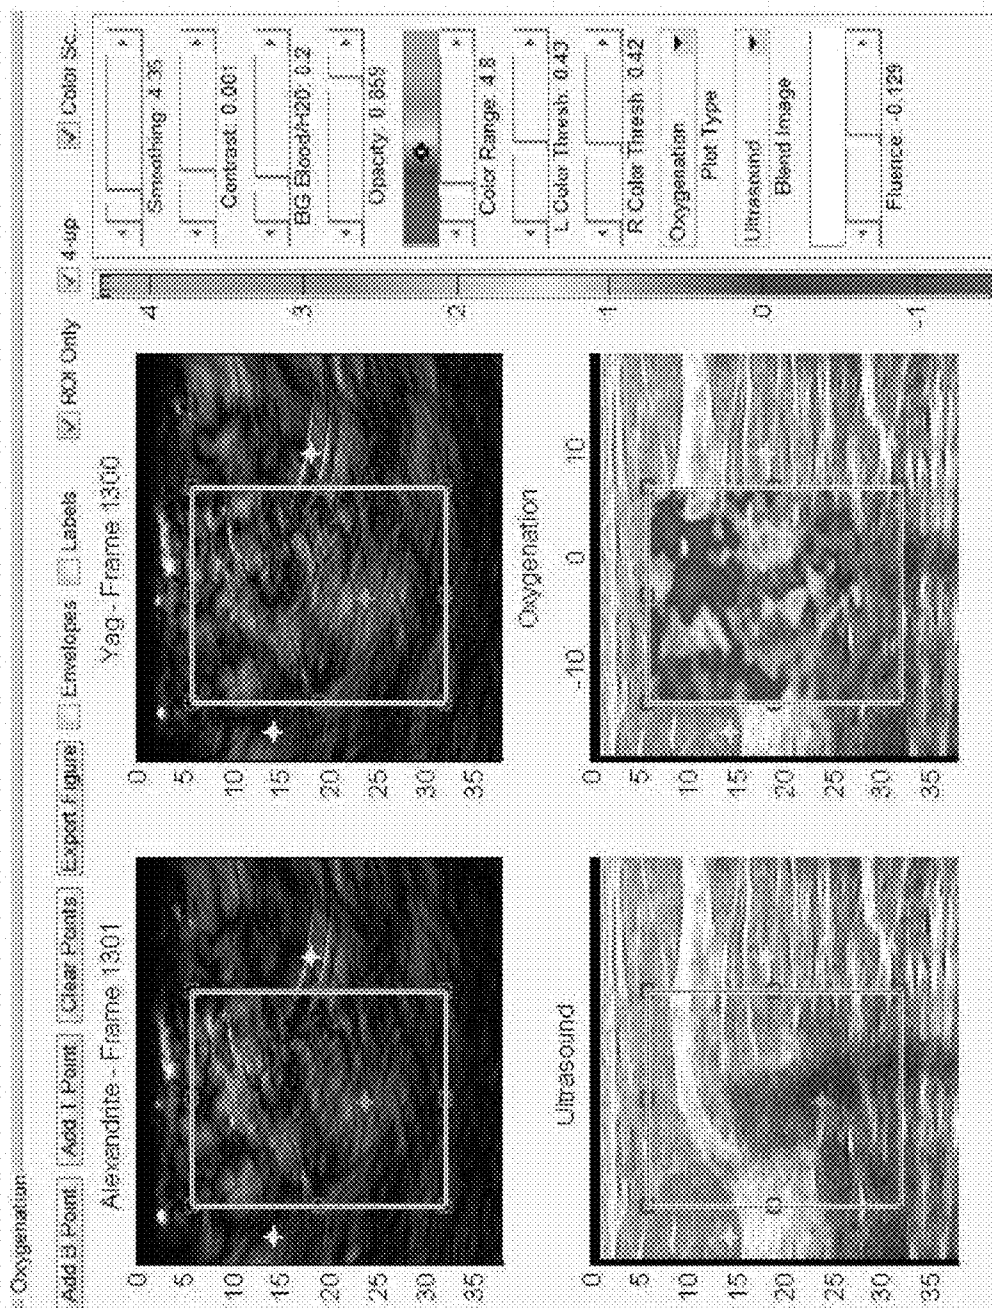 Oxygenation
Add B Point Add I Point Clear Points Export Figure Envelopes Labels ROI Only 4-up Color Sc...
Alexandrite - Frame 1301
0
5
10
15
20
25
30
35
Yag - Frame 1300
0
5
10
15
20
25
30
35
Ultrasound
0
5
10
15
20
25
30
35
Oxygenation
-10 0 10
0
5
10
15
20
25
30
35
4
3
2
1
0
-1
Smoothing: 4.35
Contrast: 0.001
BG Blood/H20: 0.2
Opacity: 0.859
Color Range: 4.8
L Color Thresh: 0.43
R Color Thresh: 0.42
Oxygenation
Plot Type
Ultrasound
Blend Image
Fluence: -0.129